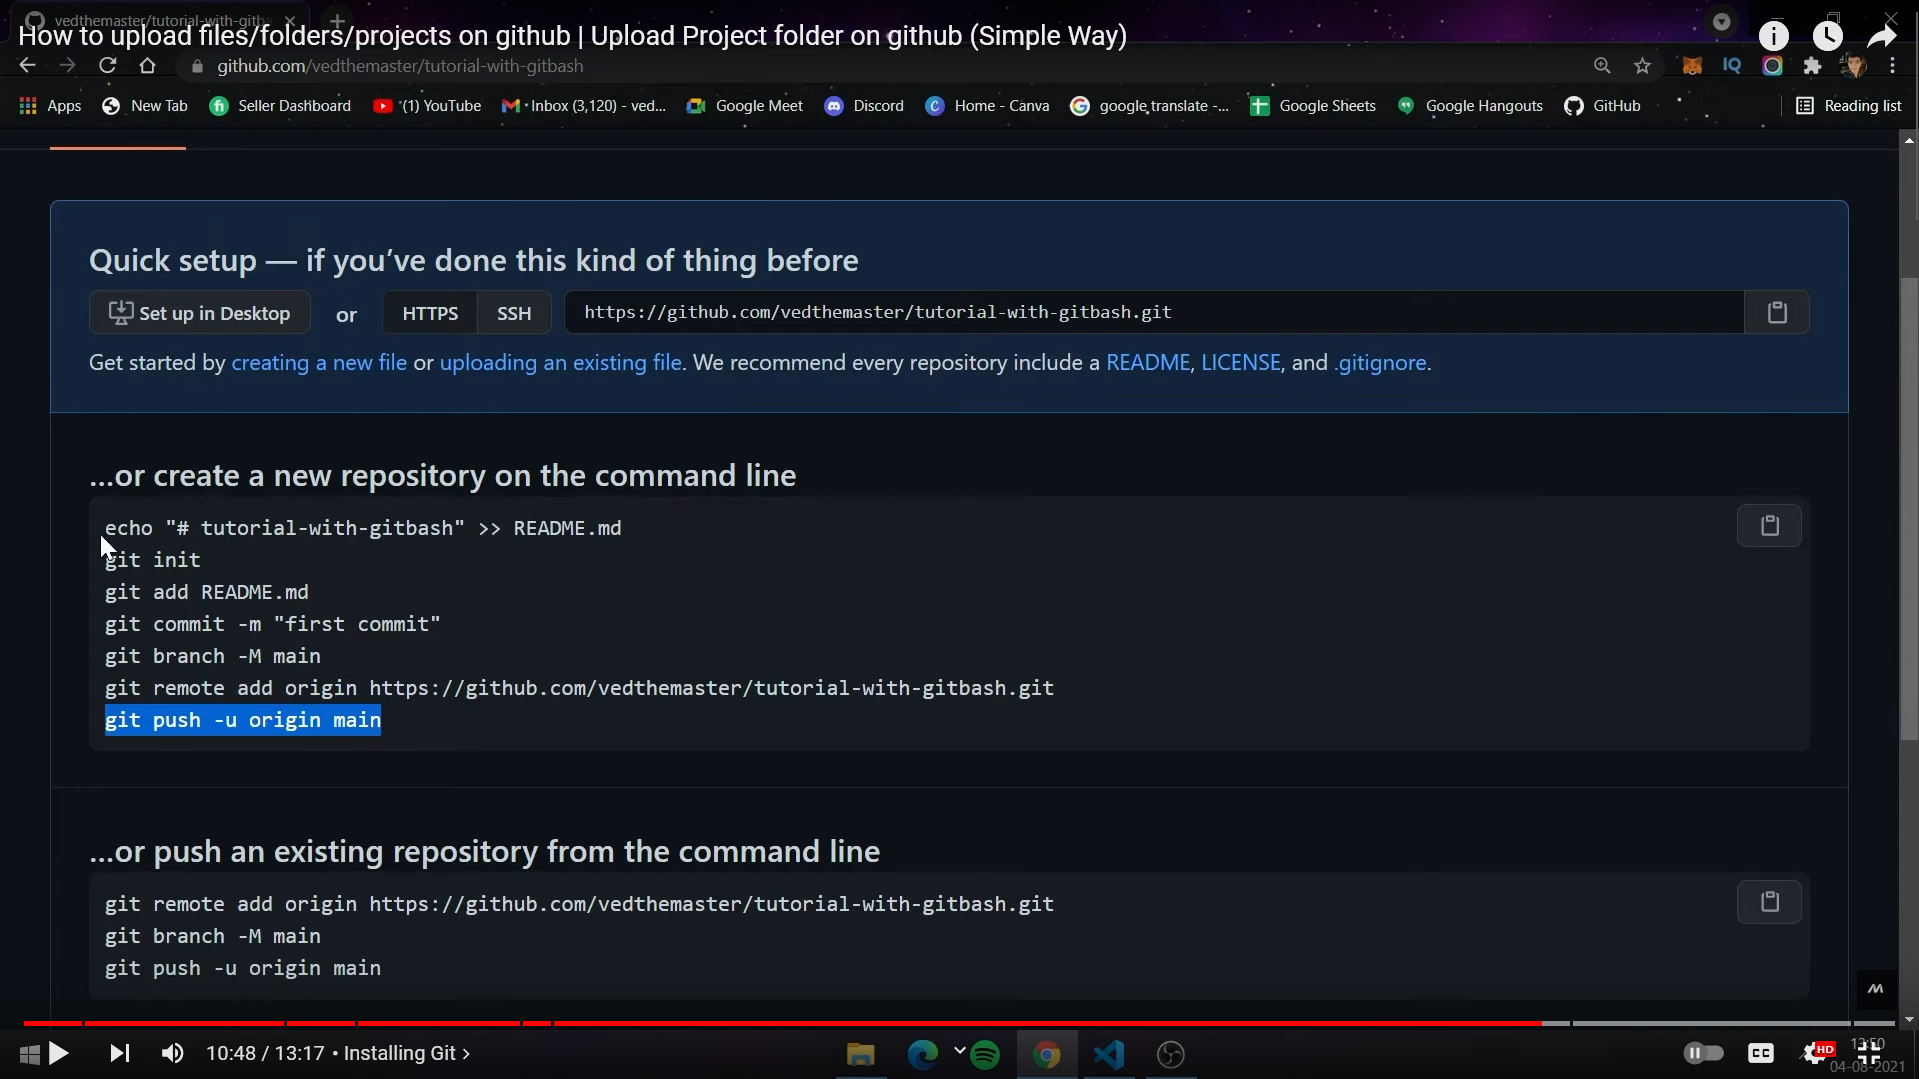 vedthemaster/tutorial-with-gitba
How to upload files/folders/projects on github | Upload Project folder on github (Simple Way)
github.com/vedthemaster/tutorial-with-gitbash
Apps New Tab Seller Dashboard (1) YouTube Inbox (3,120) - ved... Google Meet Discord Home - Canva google translate -... Google Sheets Google Hangouts GitHub Reading list
Quick setup — if you've done this kind of thing before
Set up in Desktop or HTTPS SSH https://github.com/vedthemaster/tutorial-with-gitbash.git
Get started by creating a new file or uploading an existing file. We recommend every repository include a README, LICENSE, and .gitignore.
...or create a new repository on the command line
echo "# tutorial-with-gitbash" >> README.md
git init
git add README.md
git commit -m "first commit"
git branch -M main
git remote add origin https://github.com/vedthemaster/tutorial-with-gitbash.git
git push -u origin main
...or push an existing repository from the command line
git remote add origin https://github.com/vedthemaster/tutorial-with-gitbash.git
git branch -M main
git push -u origin main
10:48 / 13:17 • Installing Git >
CC HD
04-08-2021